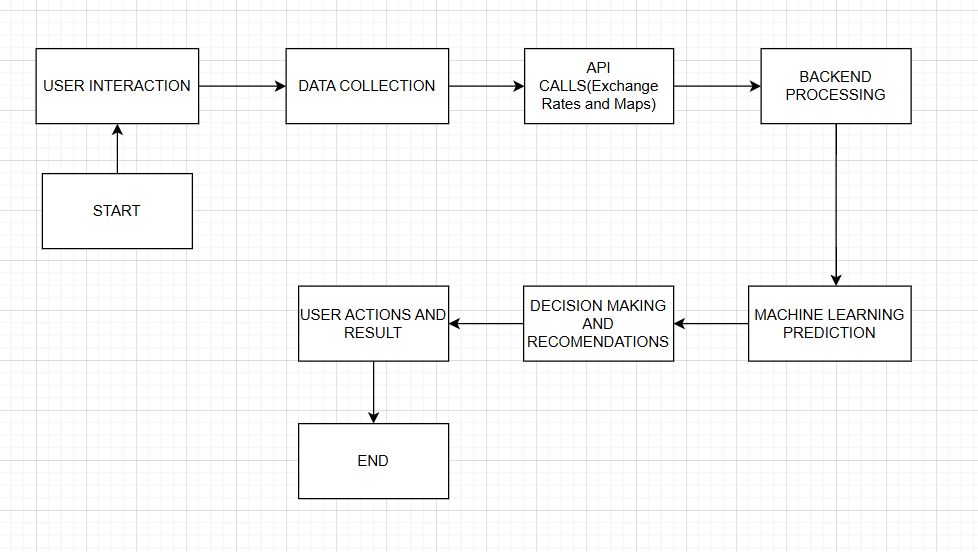 USER INTERACTION
DATA COLLECTION
API
CALLS(Exchange
Rates and Maps)
BACKEND
PROCESSING
START
USER ACTIONS AND
RESULT
DECISION MAKING
AND
RECOMENDATIONS
MACHINE LEARNING
PREDICTION
END